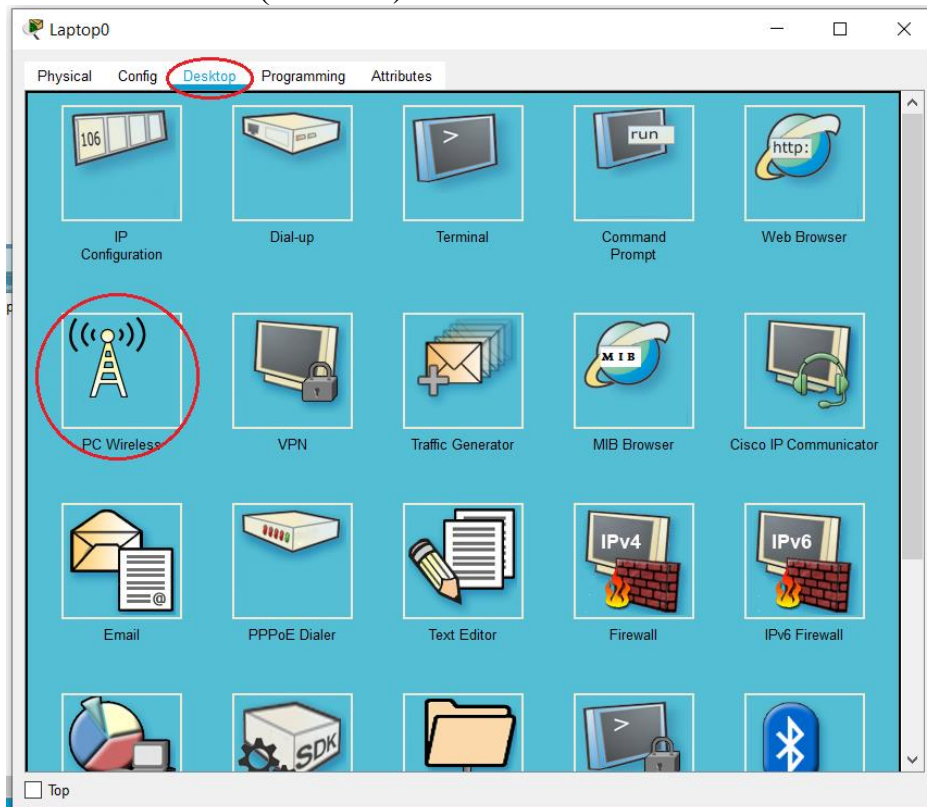 Laptop0
Physical Config Desktop Programming Attributes
106
>
run
http:
IP
Configuration
Dial-up
Terminal
Command
Prompt
Web Browser
MIB
PC Wireless
VPN
Traffic Generator
MIB Browser
Cisco IP Communicator
@
IPv4
IPv6
Email
PPPoE Dialer
Text Editor
Firewall
IPv6 Firewall
SDK
>
Top